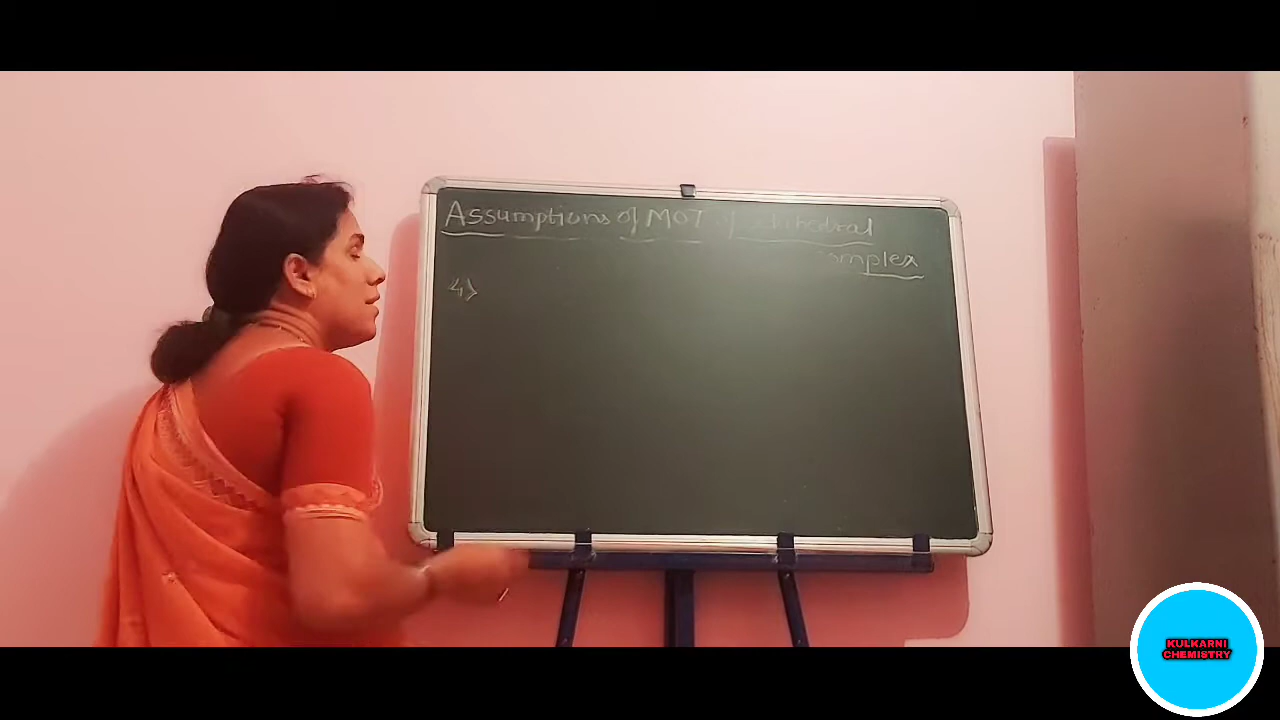 Assumptions of MOT of Octahedral
complex
4)
KULKARNI
CHEMISTRY